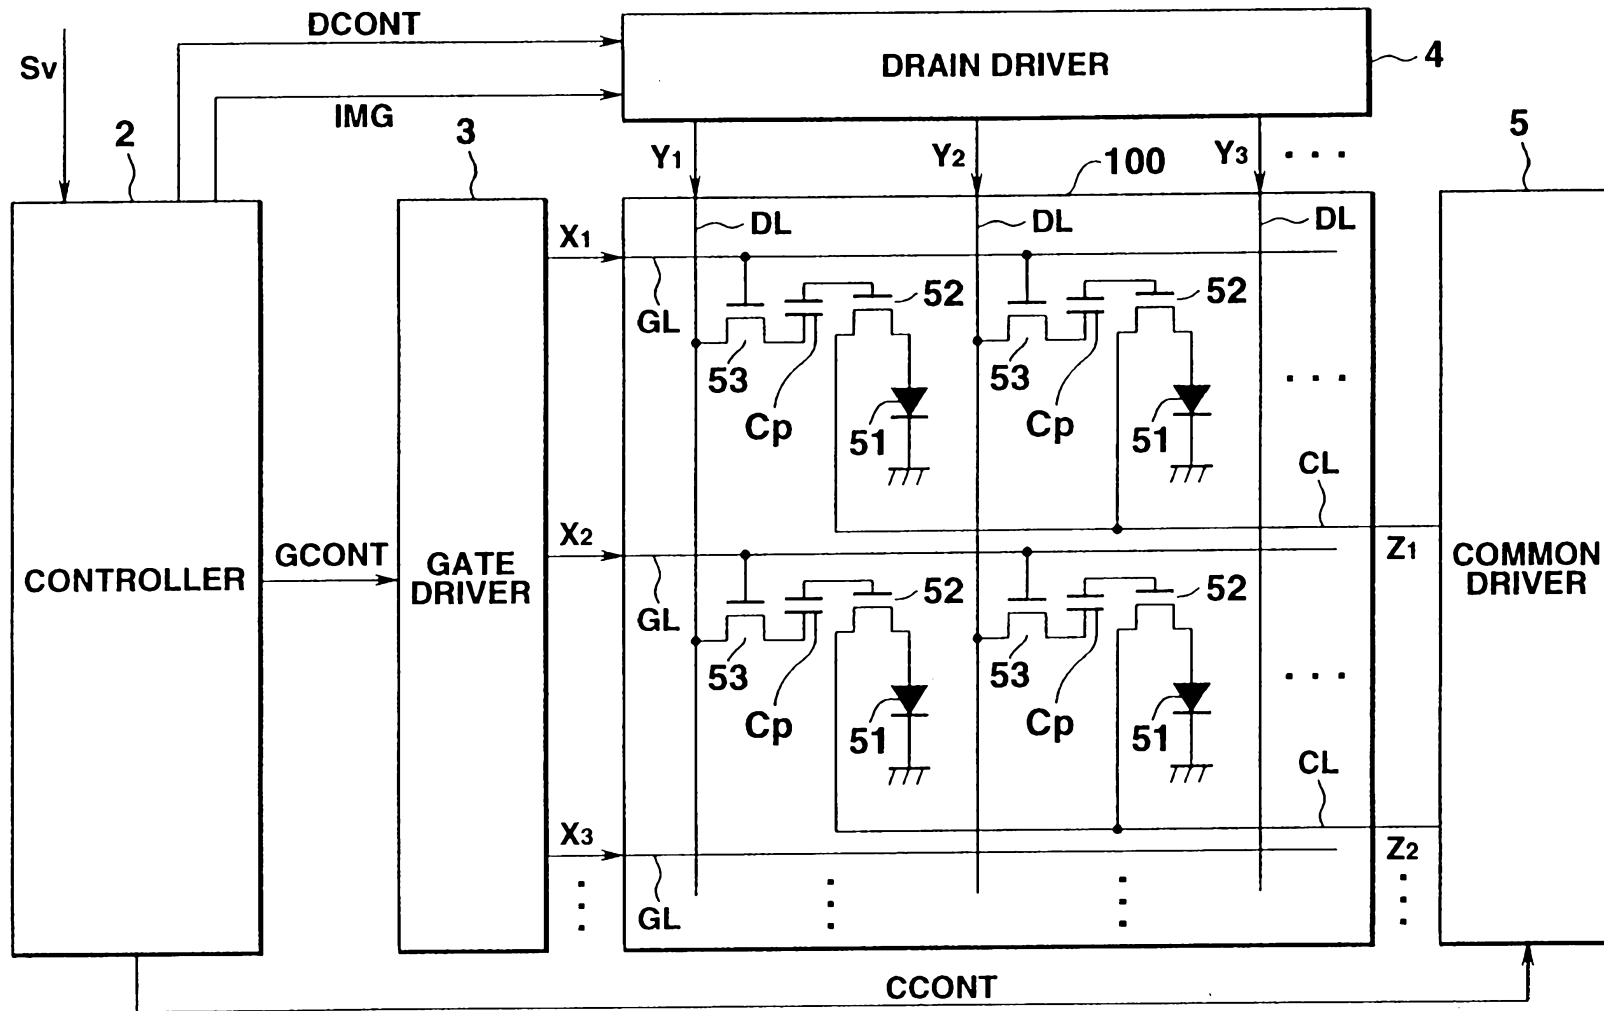 DCONT
DRAIN DRIVER
4
Sv
IMG
2
3
Y1
Y2
Y3
. . .
100
5
X1
DL
DL
DL
GL
52
52
53
Cp
51
53
Cp
51
. . .
CL
X2
Z1
CONTROLLER
GCONT
GATE DRIVER
COMMON DRIVER
GL
52
52
53
Cp
51
53
Cp
51
. . .
CL
X3
Z2
GL
CCONT